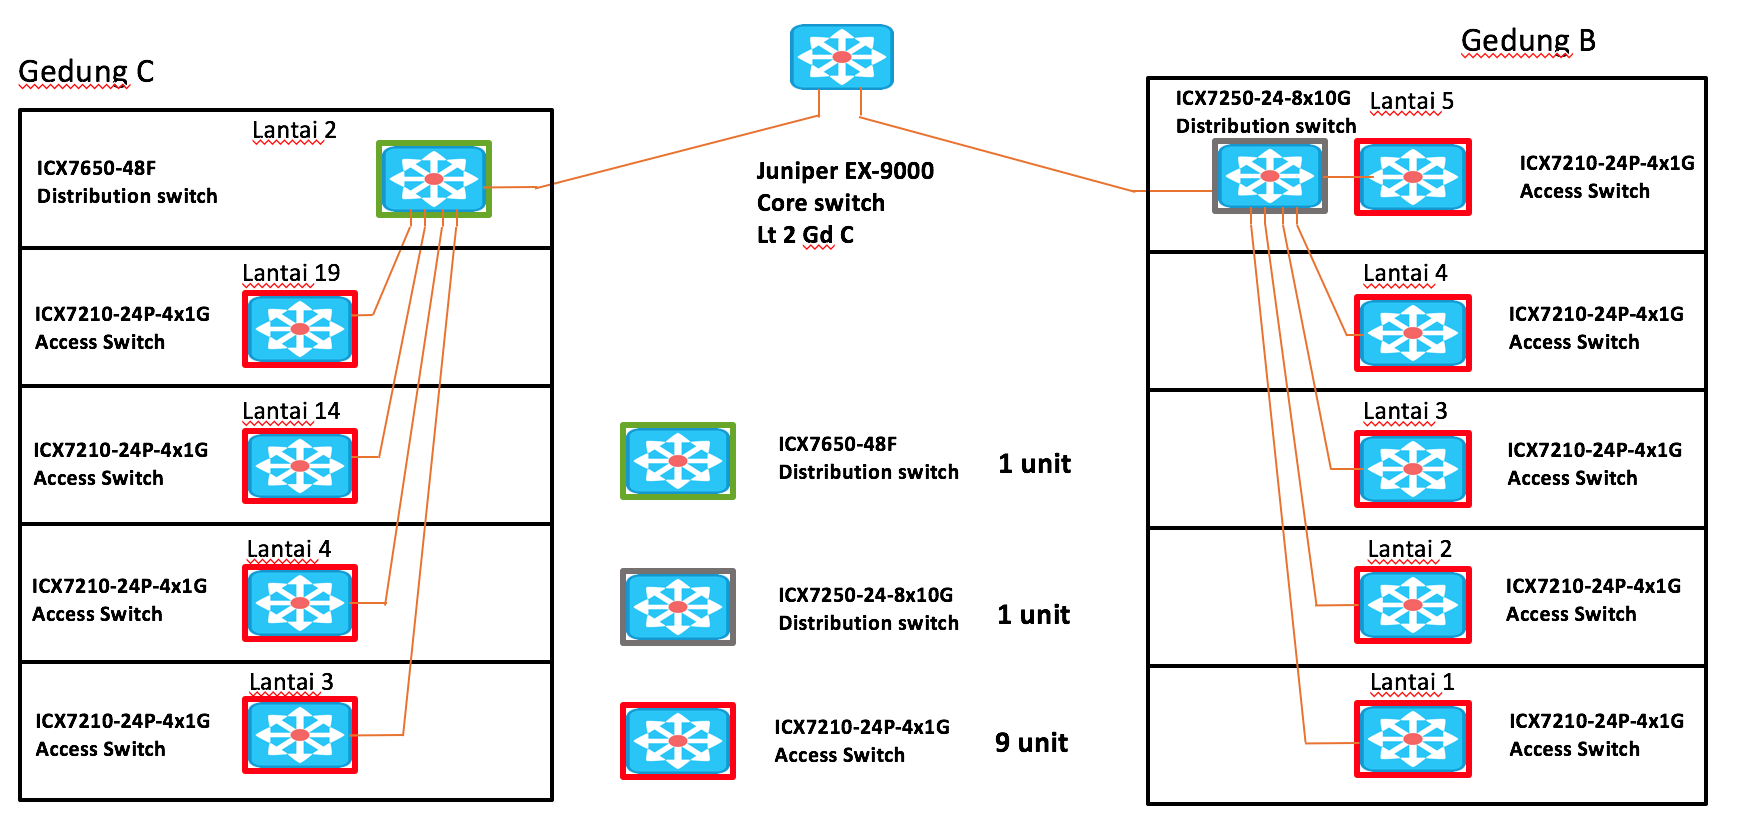 Gedung C
Lantai 2
ICX7650-48F
Distribution switch
Lantai 19
ICX7210-24P-4x1G
Access Switch
Lantai 14
ICX7210-24P-4x1G
Access Switch
Lantai 4
ICX7210-24P-4x1G
Access Switch
Lantai 3
ICX7210-24P-4x1G
Access Switch
Juniper EX-9000
Core switch
Lt 2 Gd C
ICX7650-48F
Distribution switch
1 unit
ICX7250-24-8x10G
Distribution switch
1 unit
ICX7210-24P-4x1G
Access Switch
9 unit
Gedung B
ICX7250-24-8x10G
Distribution switch
Lantai 5
ICX7210-24P-4x1G
Access Switch
Lantai 4
ICX7210-24P-4x1G
Access Switch
Lantai 3
ICX7210-24P-4x1G
Access Switch
Lantai 2
ICX7210-24P-4x1G
Access Switch
Lantai 1
ICX7210-24P-4x1G
Access Switch